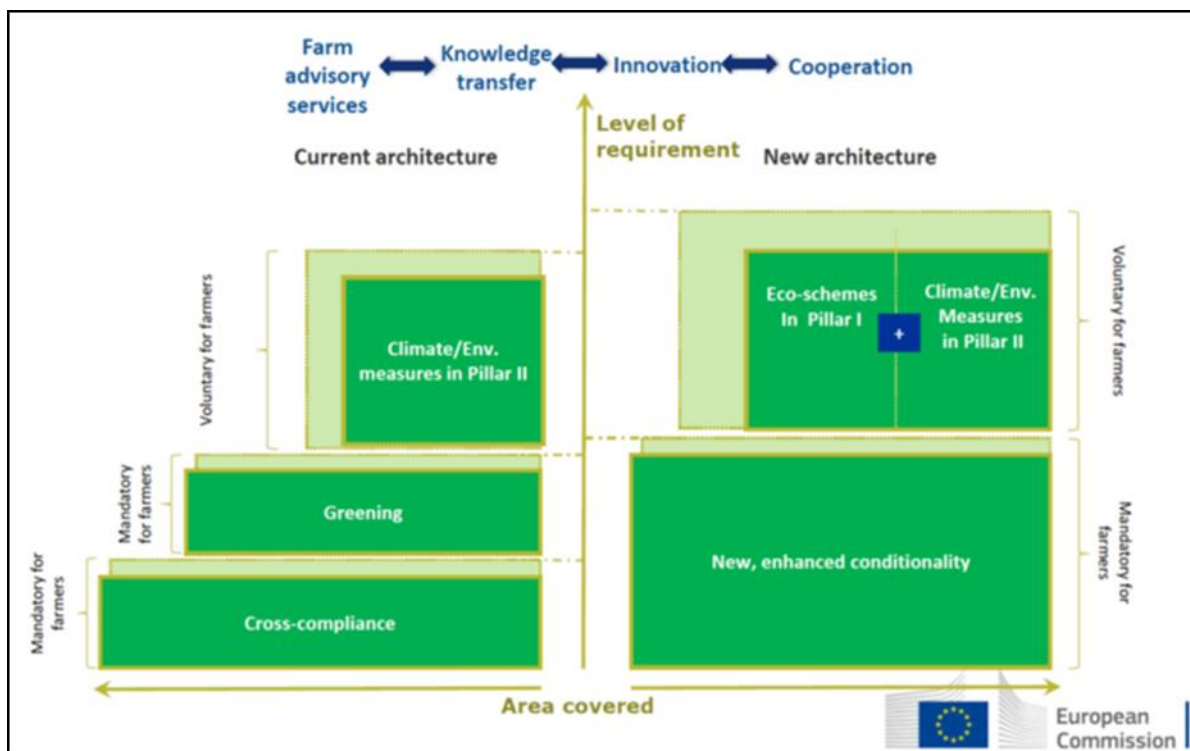 Farm
advisory
services
Knowledge
transfer
Innovation
Cooperation
Level of
requirement
Current architecture
New architecture
Voluntary for farmers
Climate/Env.
measures in Pillar II
Mandatory
for farmers
Greening
Mandatory for
farmers
Cross-compliance
Eco-schemes
In Pillar I
+
Climate/Env.
Measures
in Pillar II
Voluntary for farmers
New, enhanced conditionality
Mandatory for
farmers
Area covered
European
Commission